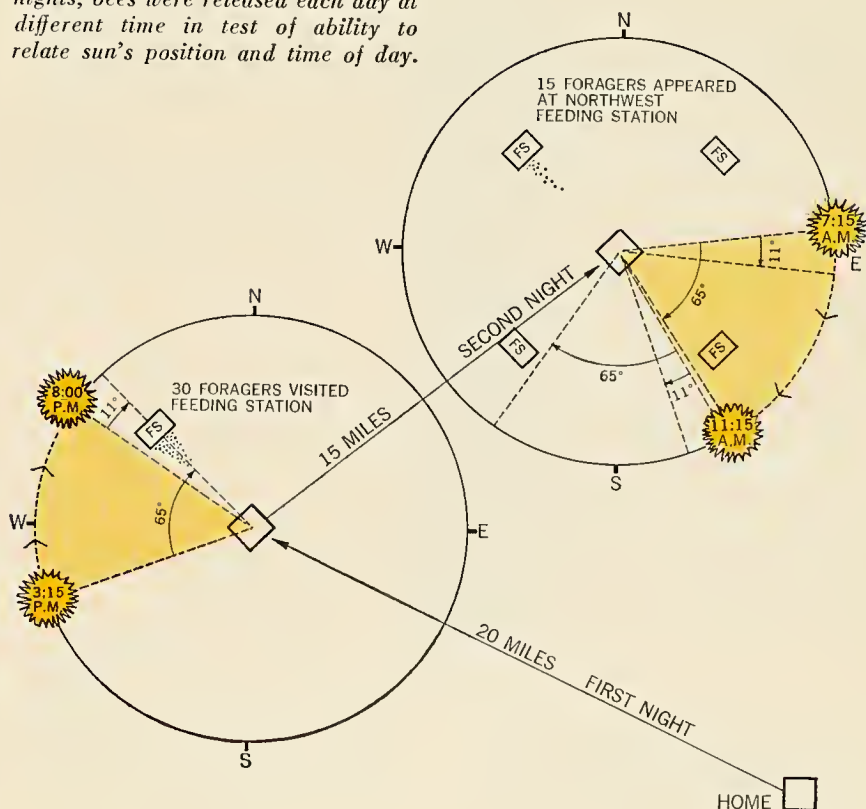 nights, bees were released each day at
different time in test of ability to
relate sun's position and time of day.
N
15 FORAGERS APPEARED
AT NORTHWEST
FEEDING STATION
FS
FS
7:15
A.M.
W
E
11°
65°
SECOND NIGHT
FS
FS
65°
11°
11:15
A.M.
S
N
30 FORAGERS VISITED
FEEDING STATION
15 MILES
8:00
P.M.
11°
FS
65°
W
E
3:15
P.M.
S
20 MILES FIRST NIGHT
HOME